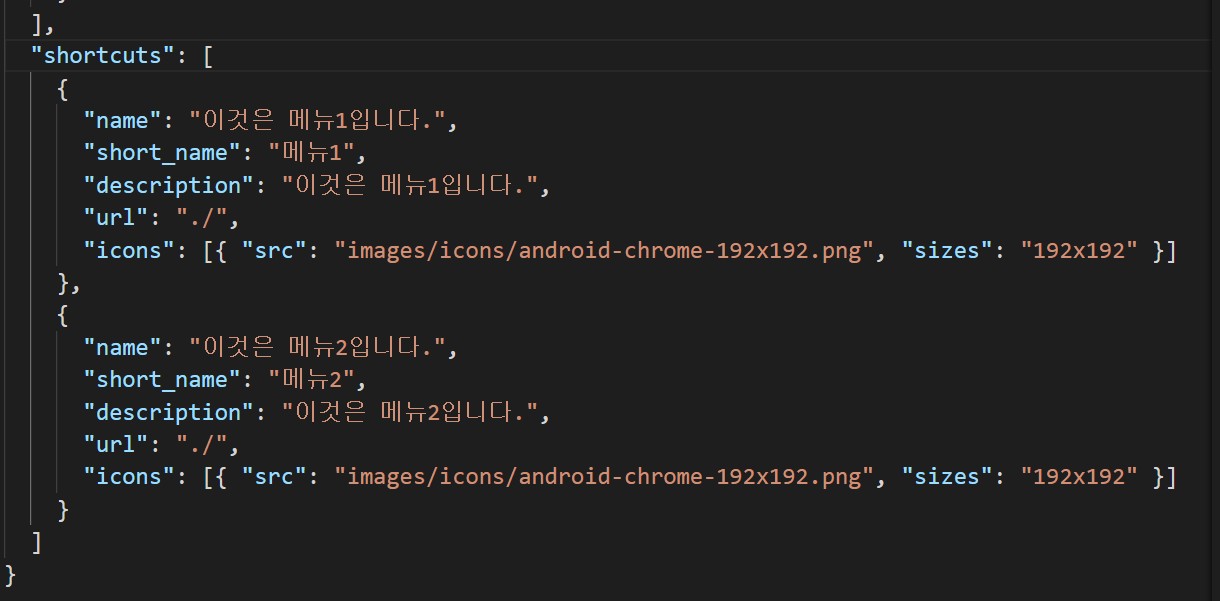 ],
"shortcuts": [
{
"name": "이것은 메뉴1입니다.",
"short_name": "메뉴1",
"description": "이것은 메뉴1입니다.",
"url": "./",
"icons": [{ "src": "images/icons/android-chrome-192x192.png", "sizes": "192x192" }]
},
{
"name": "이것은 메뉴2입니다.",
"short_name": "메뉴2",
"description": "이것은 메뉴2입니다.",
"url": "./",
"icons": [{ "src": "images/icons/android-chrome-192x192.png", "sizes": "192x192" }]
}
]
}